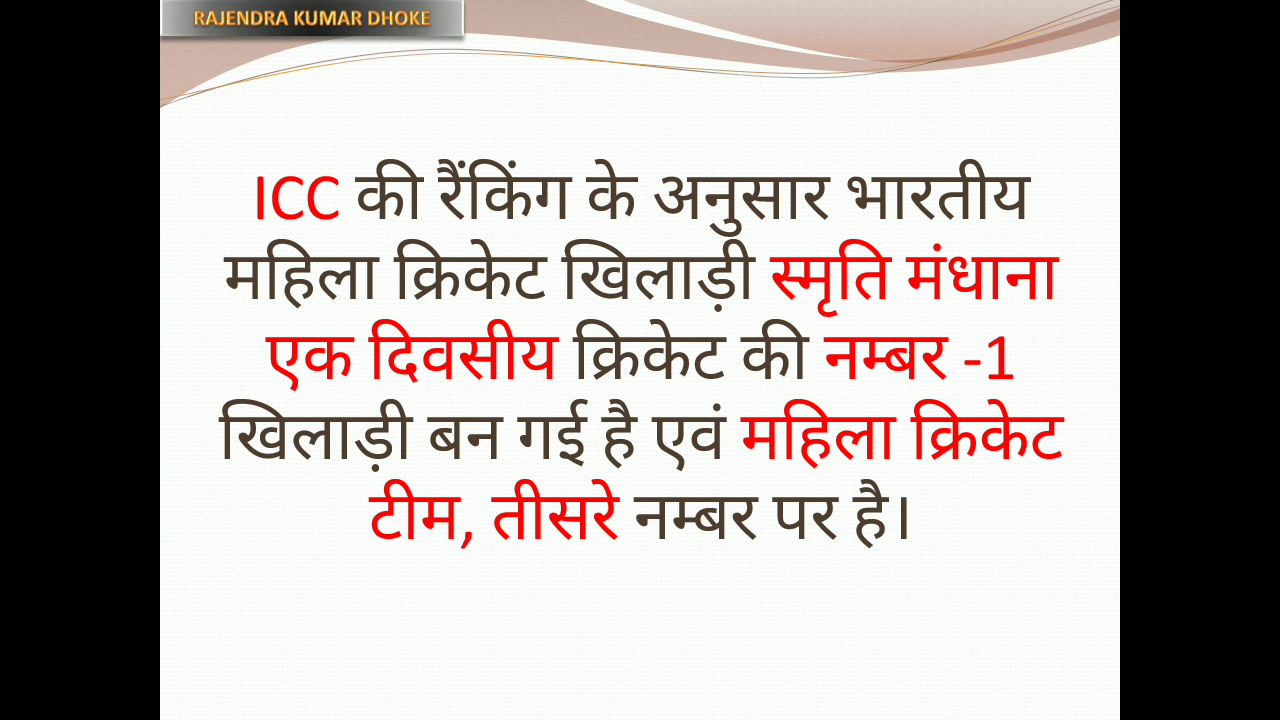 RAJENDRA KUMAR DHOKE
ICC की रैंकिंग के अनुसार भारतीय
महिला क्रिकेट खिलाड़ी स्मृति मंधाना
एक दिवसीय क्रिकेट की नम्बर -1
खिलाड़ी बन गई है एवं महिला क्रिकेट
टीम, तीसरे नम्बर पर है।